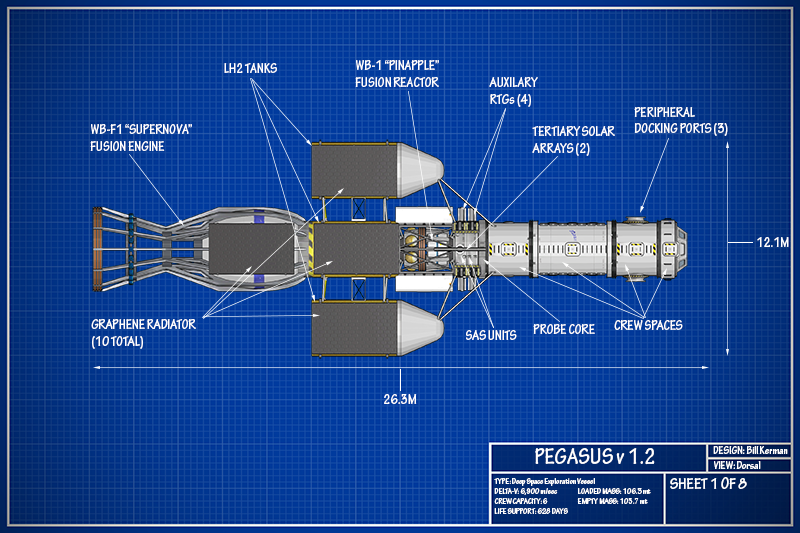 LH2 TANKS
WB-1 "PINAPPLE"
FUSION REACTOR
AUXILARY
RTGs (4)
PERIPHERAL
DOCKING PORTS (3)
TERTIARY SOLAR
ARRAYS (2)
WB-F1 "SUPERNOVA"
FUSION ENGINE
12.1M
GRAPHENE RADIATOR
(10 TOTAL)
SAS UNITS
PROBE CORE
CREW SPACES
26.3M
PEGASUS v 1.2
DESIGN: Bill Kerman
VIEW: Dorsal
TYPE: Deep Space Exploration Vessel
DELTA-V: 6,900 m/sec
LOADED MASS: 106.3 mt
CREW CAPACITY: 6
EMPTY MASS: 103.7 mt
LIFE SUPPORT: 628 DAYS
SHEET 1 OF 8